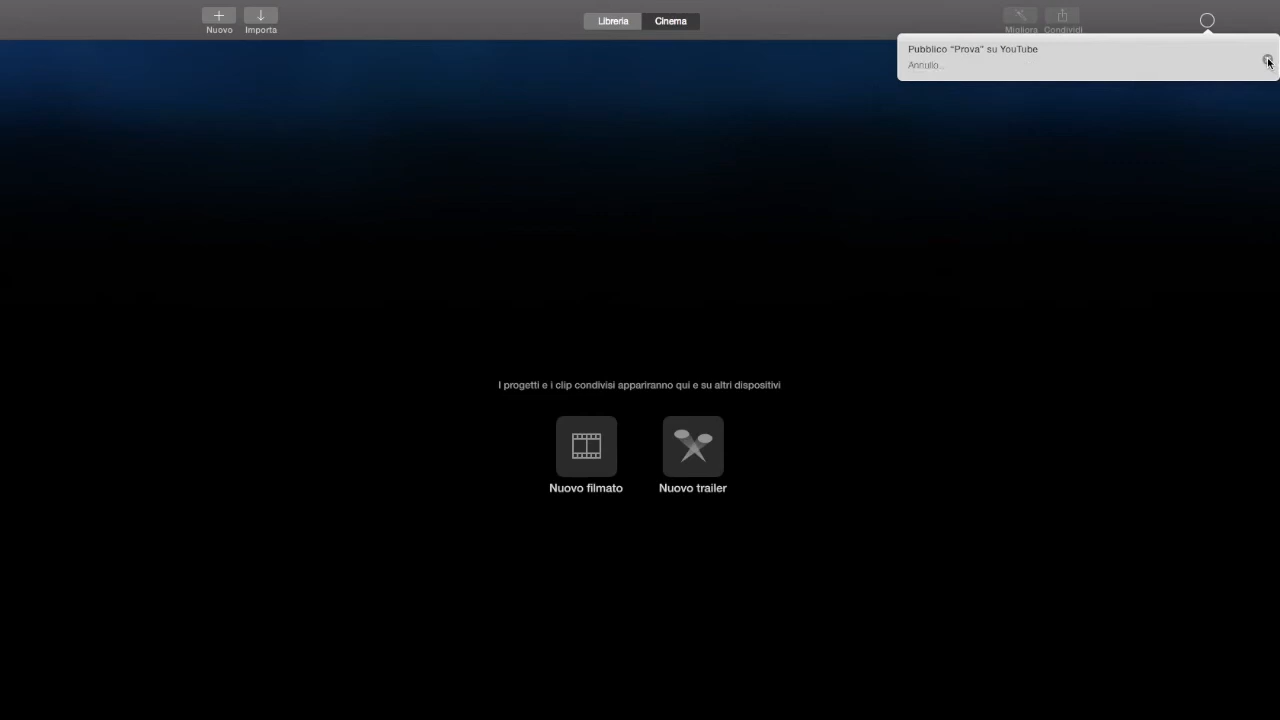 Nuovo Importa Libreria Cinema Migliora Condividi
Pubblico "Prova" su YouTube
Annullo...
I progetti e i clip condivisi appariranno qui e su altri dispositivi
Nuovo filmato Nuovo trailer